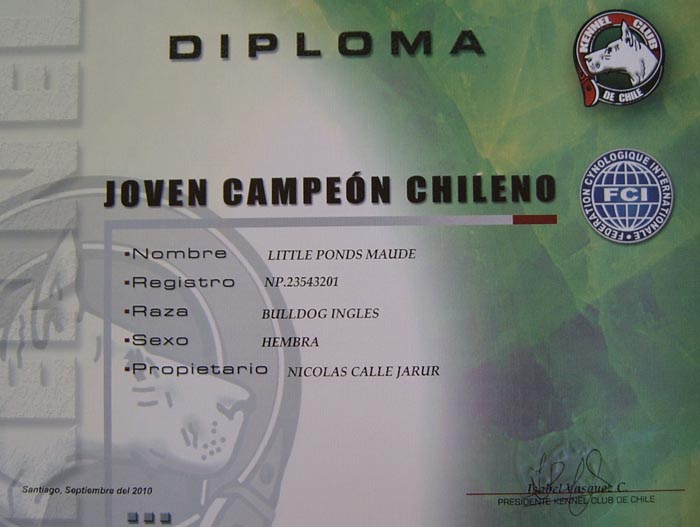 DIPLOMA
KENNEL CLUB
DE CHILE
JOVEN CAMPEÓN CHILENO
FEDERATION CYNOLOGIQUE INTERNATIONALE
FCI
Nombre LITTLE PONDS MAUDE
Registro NP.23543201
Raza BULLDOG INGLES
Sexo HEMBRA
Propietario NICOLAS CALLE JARUR
KENNEL
Santiago, Septiembre del 2010
Isabel Vasquez C.
PRESIDENTE KENNEL CLUB DE CHILE